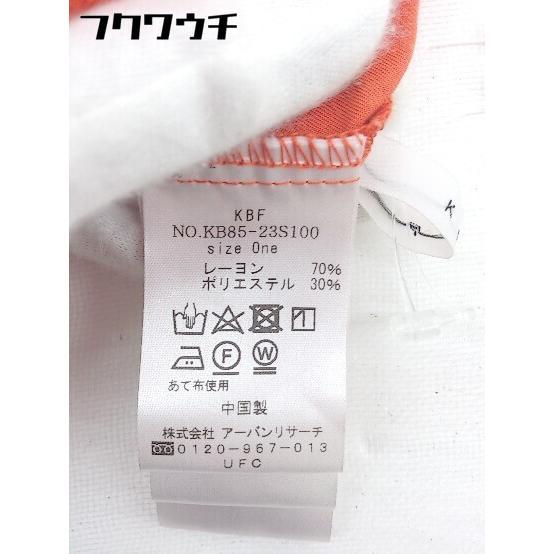 フクワウチ
KBF
NO.KB85-23S100
size One
レーヨン 70%
ポリエステル 30%
F W
あて布使用
中国製
株式会社 アーバンリサーチ
0120-967-013
UFC
K